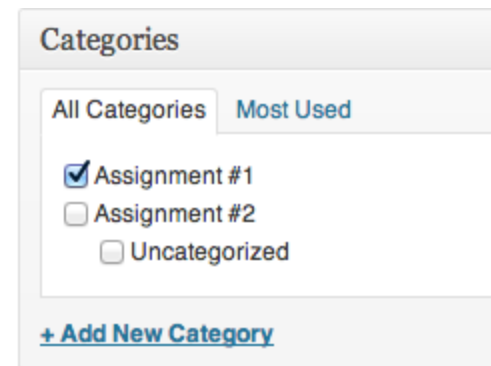 Categories
All Categories Most Used
Assignment #1
Assignment #2
Uncategorized
+ Add New Category